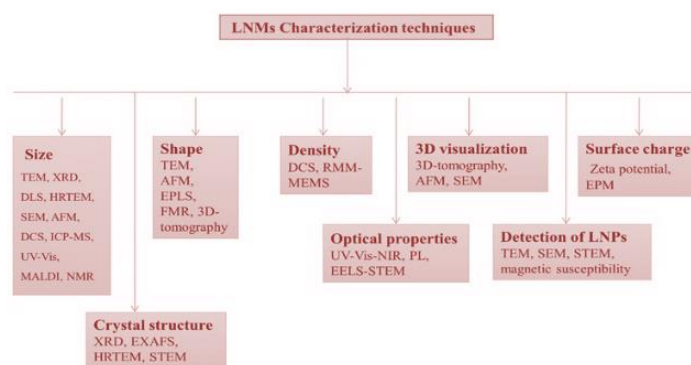 LNMs Characterization techniques
Size
TEM, XRD,
DLS, HRTEM,
SEM, AFM,
DCS, ICP-MS,
UV-Vis,
MALDI, NMR
Crystal structure
XRD, EXAFS,
HRTEM, STEM
Shape
TEM,
AFM,
EPLS,
FMR, 3D-
tomography
Density
DCS, RMM-
MEMS
Optical properties
UV-Vis-NIR, PL,
EELS-STEM
3D visualization
3D-tomography,
AFM, SEM
Detection of LNPs
TEM, SEM, STEM,
magnetic susceptibility
Surface charge
Zeta potential,
EPM